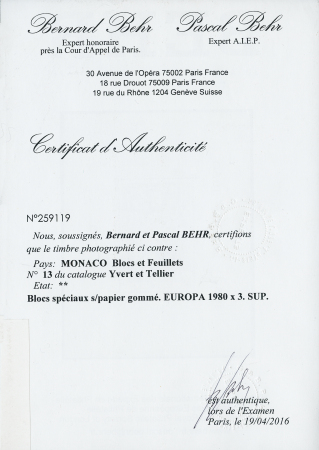 Bernard Behr Pascal Behr
Expert honoraire Expert A.I.E.P.
près la Cour d'Appel de Paris.
30 Avenue de l'Opéra 75002 Paris France
18 rue Drouot 75009 Paris France
19 rue du Rhône 1204 Genève Suisse
Certificat d'Authenticité
N°259119
Nous, soussignés, Bernard et Pascal BEHR, certifions
que le timbre photographié ci contre :
Pays: MONACO Blocs et Feuillets
N° 13 du catalogue Yvert et Tellier
Etat: **
Blocs spéciaux s/papier gommé. EUROPA 1980 x 3. SUP.
est authentique,
lors de l'Examen
Paris, le 19/04/2016